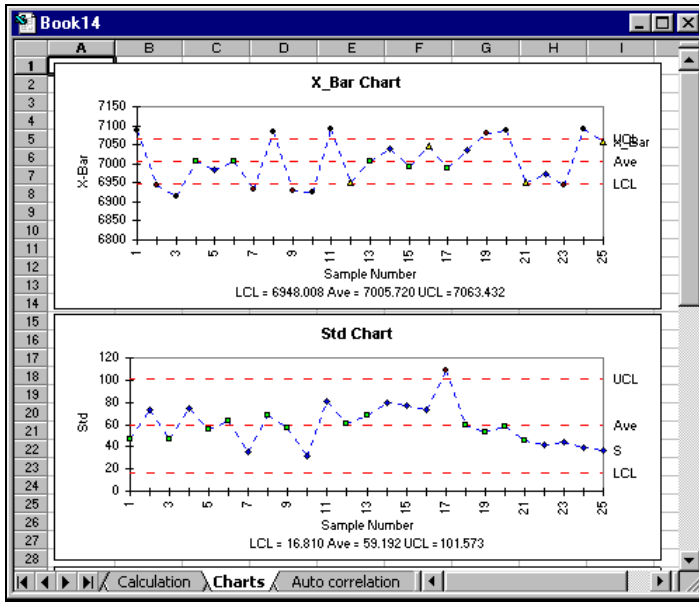 Book14
A B C D E F G H I
1
2
3
4
5
6
7
8
9
10
11
12
13
14
15
16
17
18
19
20
21
22
23
24
25
26
27
28
X_Bar Chart
X-Bar
7150
7100
7050
7000
6950
6900
6850
6800
UCL
X_Bar
Ave
LCL
1 3 5 7 9 11 13 15 17 19 21 23 25
Sample Number
LCL = 6948.008 Ave = 7005.720 UCL =7063.432
Std Chart
Std
120
100
80
60
40
20
0
UCL
Ave
S
LCL
1 3 5 7 9 11 13 15 17 19 21 23 25
Sample Number
LCL = 16.810 Ave = 59.192 UCL =101.573
Calculation Charts Auto correlation